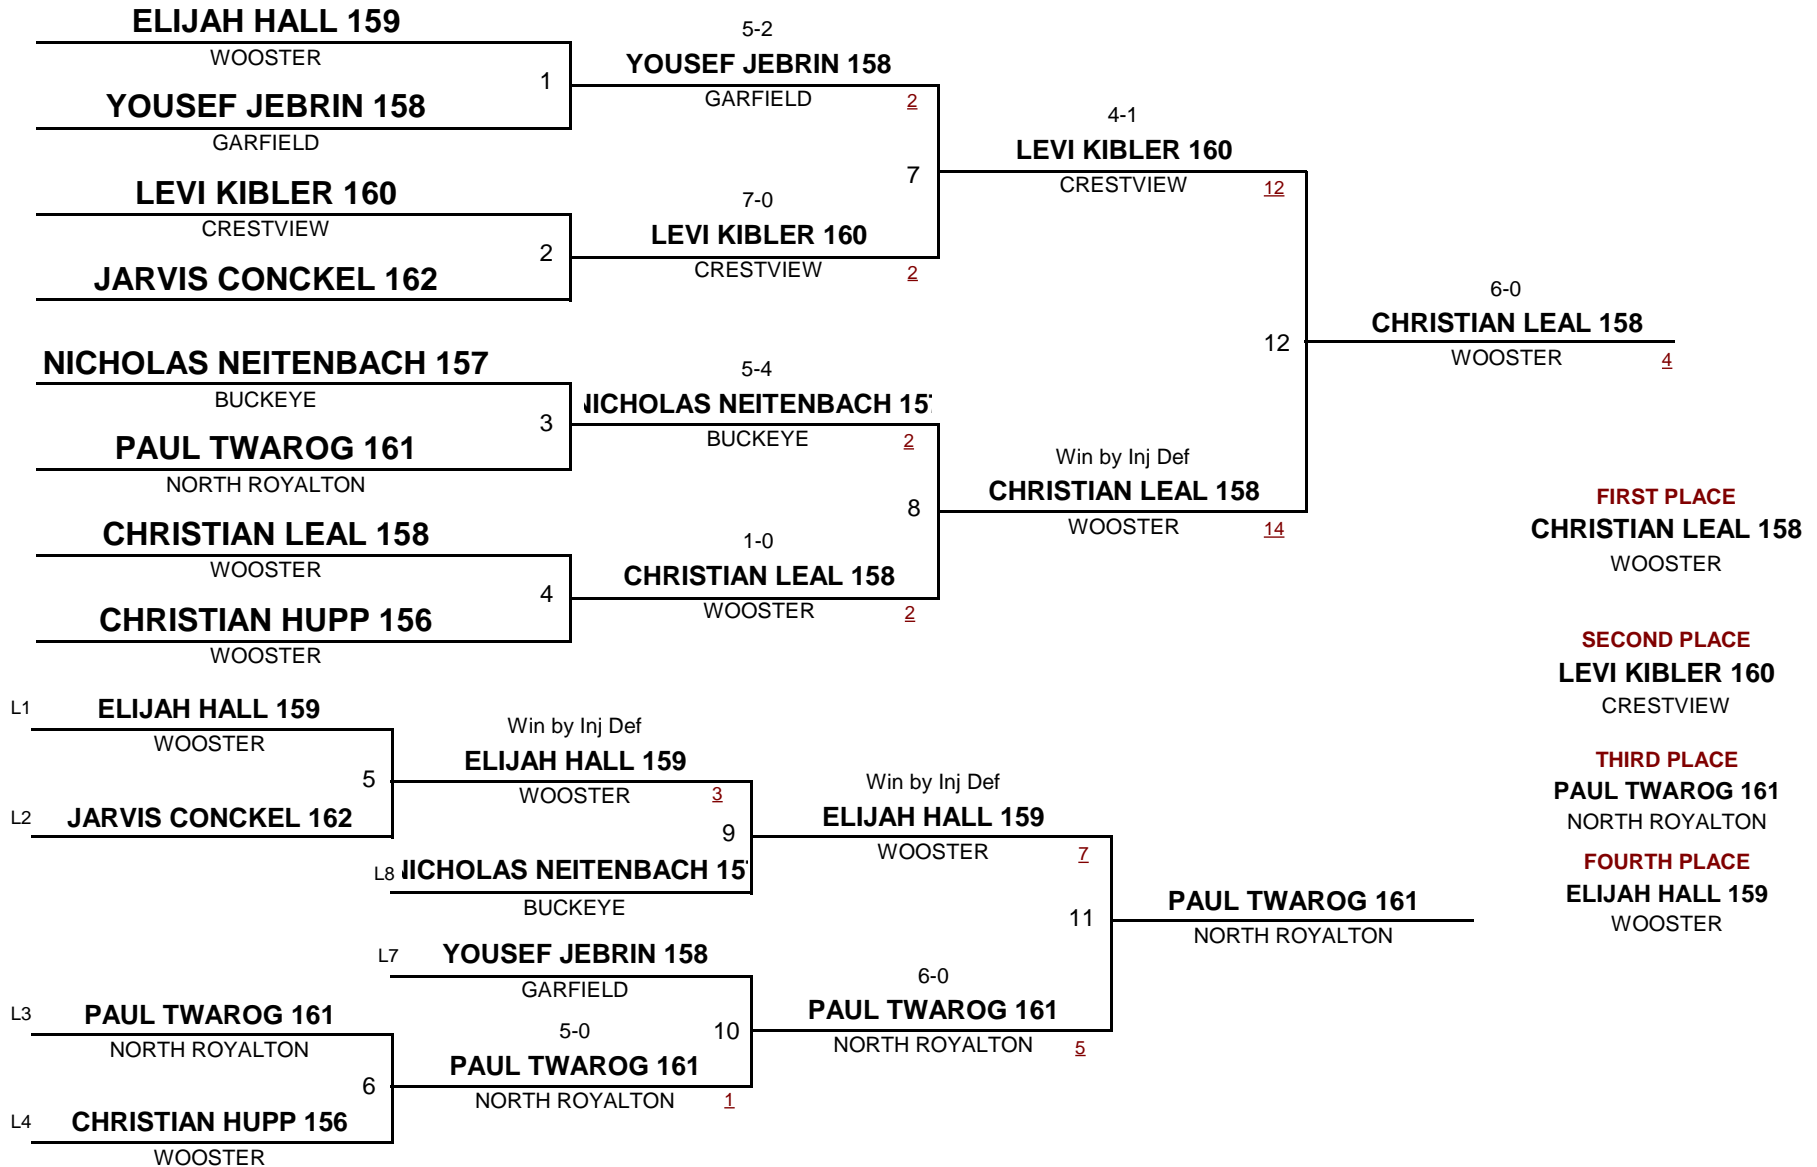 ELIJAH HALL 159
WOOSTER
1
YOUSEF JEBRIN 158
GARFIELD
LEVI KIBLER 160
CRESTVIEW
2
JARVIS CONCKEL 162
NICHOLAS NEITENBACH 157
BUCKEYE
3
PAUL TWAROG 161
NORTH ROYALTON
CHRISTIAN LEAL 158
WOOSTER
4
CHRISTIAN HUPP 156
WOOSTER
5-2
YOUSEF JEBRIN 158
GARFIELD 2
7
7-0
LEVI KIBLER 160
CRESTVIEW 2
5-4
NICHOLAS NEITENBACH 157
BUCKEYE 2
8
1-0
CHRISTIAN LEAL 158
WOOSTER 2
4-1
LEVI KIBLER 160
CRESTVIEW 12
12
Win by Inj Def
CHRISTIAN LEAL 158
WOOSTER 14
6-0
CHRISTIAN LEAL 158
WOOSTER 4
FIRST PLACE
CHRISTIAN LEAL 158
WOOSTER
SECOND PLACE
LEVI KIBLER 160
CRESTVIEW
THIRD PLACE
PAUL TWAROG 161
NORTH ROYALTON
FOURTH PLACE
ELIJAH HALL 159
WOOSTER
L1 ELIJAH HALL 159
WOOSTER
5
L2 JARVIS CONCKEL 162
Win by Inj Def
ELIJAH HALL 159
WOOSTER 3
9
L8 NICHOLAS NEITENBACH 157
BUCKEYE
L7 YOUSEF JEBRIN 158
GARFIELD
10
L3 PAUL TWAROG 161
NORTH ROYALTON
6
L4 CHRISTIAN HUPP 156
WOOSTER
5-0
PAUL TWAROG 161
NORTH ROYALTON 1
Win by Inj Def
ELIJAH HALL 159
WOOSTER 7
11
6-0
PAUL TWAROG 161
NORTH ROYALTON 5
PAUL TWAROG 161
NORTH ROYALTON